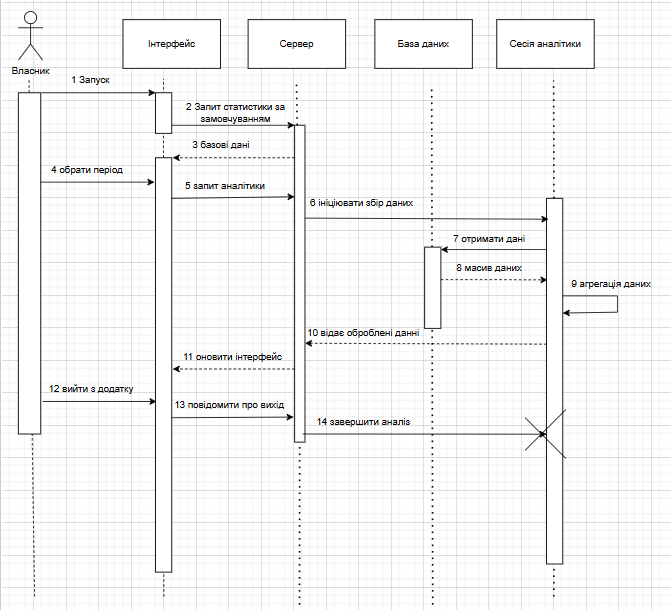 Власник
Інтерфейс
Сервер
База даних
Сесія аналітики
1 Запуск
2 Запит статистики за
замовчуванням
3 базові дані
4 обрати період
5 запит аналітики
6 ініціювати збір даних
7 отримати дані
8 масив даних
9 агрегація даних
10 відає оброблені данні
11 оновити інтерфейс
12 вийти з додатку
13 повідомити про вихід
14 завершити аналіз